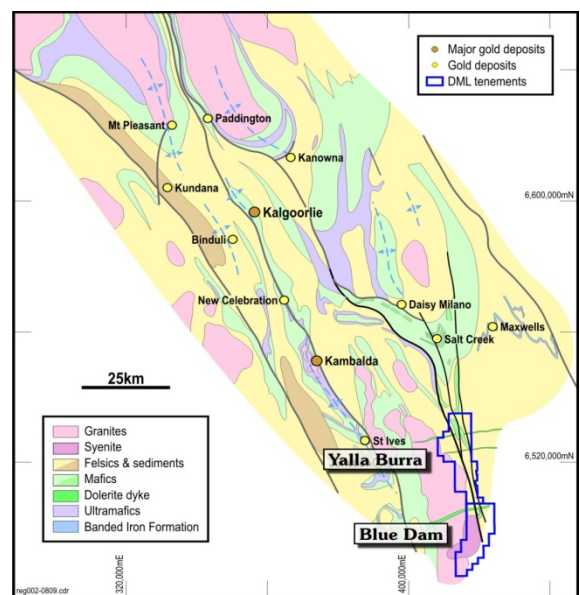 Major gold deposits
Gold deposits
DML tenements
Mt Pleasant
Paddington
Kanowna
Kundana
6,600,000mN
Kalgoorlie
Binduli
New Celebration
Daisy Milano
Maxwells
Salt Creek
Kambalda
25km
Granites
Syenite
Felsics & sediments
Mafics
Dolerite dyke
Ultramafics
Banded Iron Formation
St Ives
Yalla Burra
6,520,000mN
Blue Dam
320,000mE
400,000mE
reg002-0809.cdr